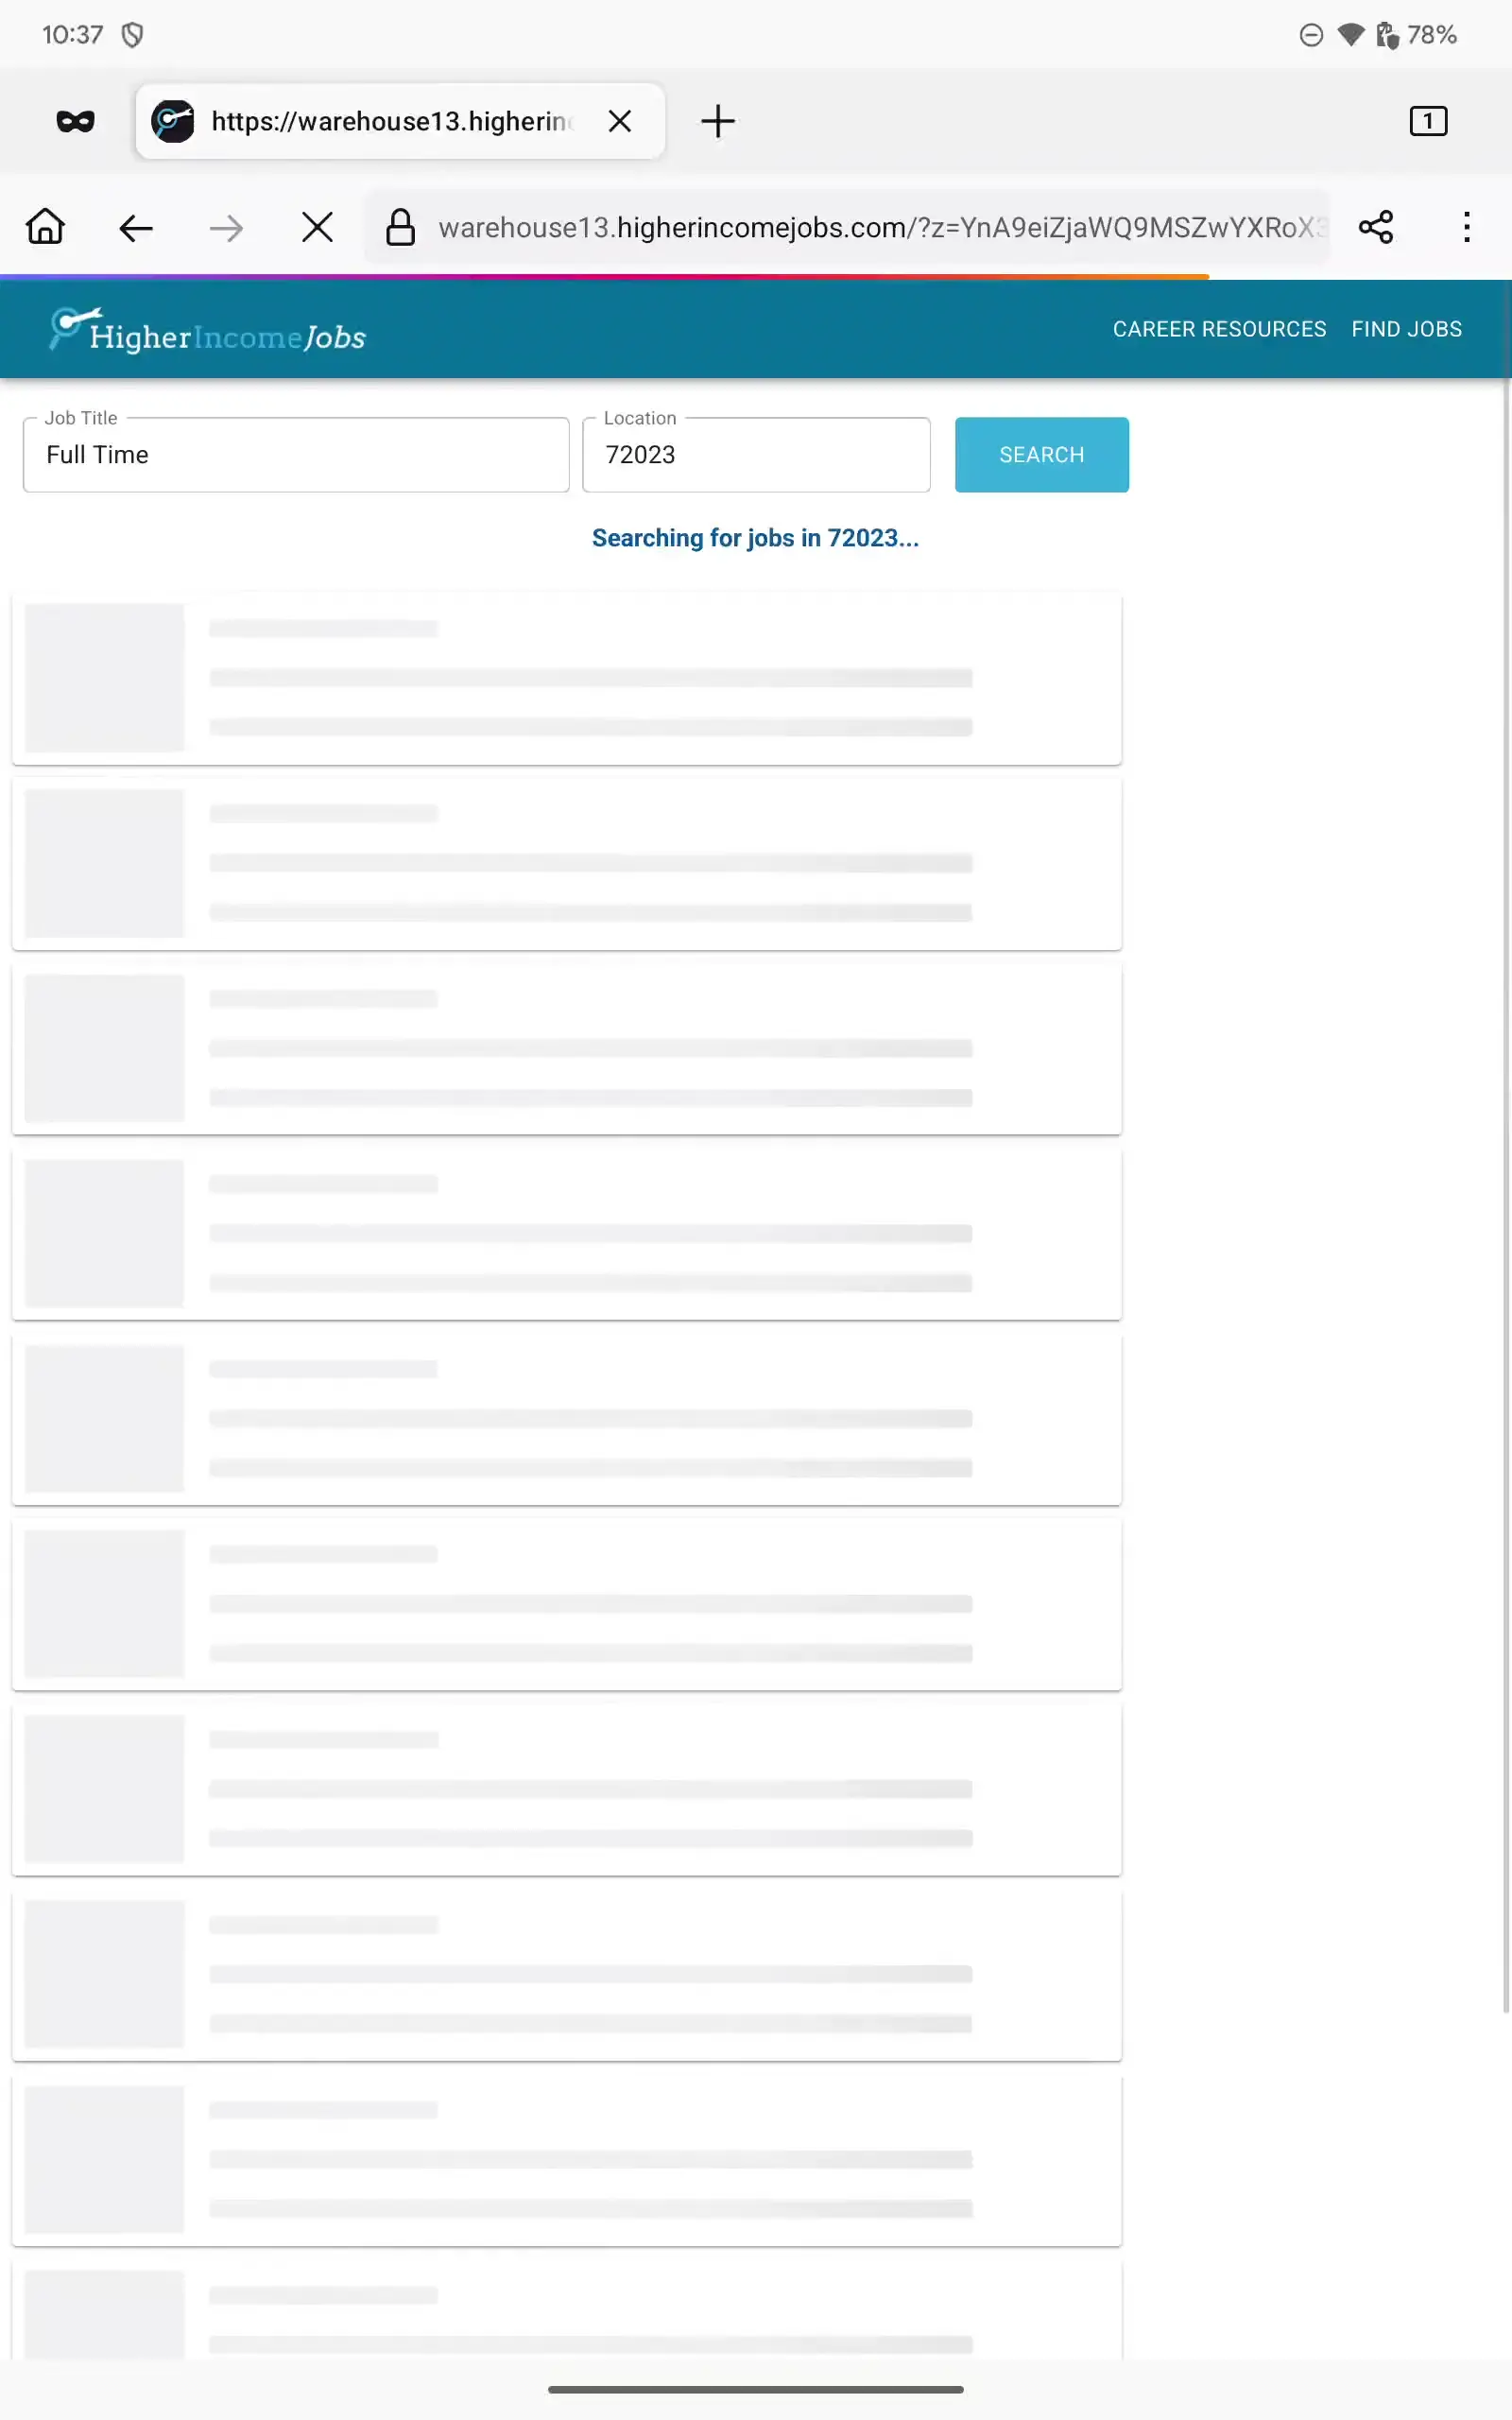 10:37
78%
https://warehouse13.higherin
1
warehouse13.higherincomejobs.com/?z=YnA9eiZjaWQ9MSZwYXRoX3
HigherIncomeJobs
CAREER RESOURCES FIND JOBS
Job Title
Full Time
Location
72023
SEARCH
Searching for jobs in 72023...